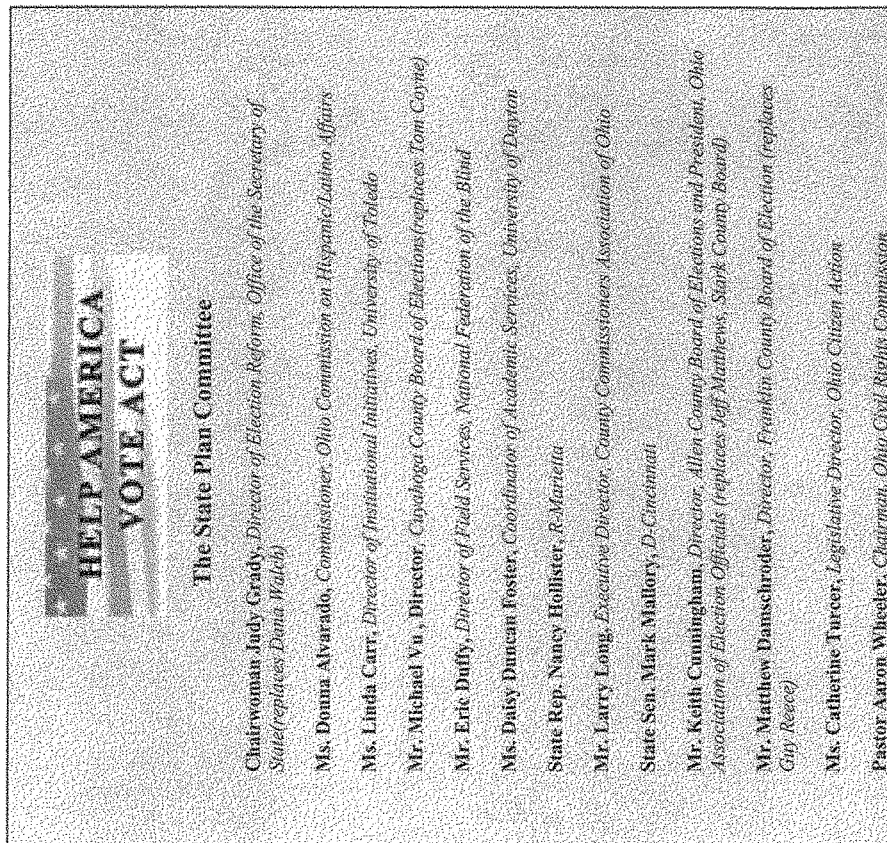 HELP AMERICA
VOTE ACT
The State Plan Committee
Chairwoman Judy Grady, Director of Election Reform, Office of the Secretary of
State(replaces Dana Walch)
Ms. Donna Alvarado, Commissioner, Ohio Commission on Hispanic/Latino Affairs
Ms. Linda Carr, Director of Institutional Initiatives, University of Toledo
Mr. Michael Vu , Director, Cuyahoga County Board of Elections(replaces Tom Coyne)
Mr. Eric Duffy, Director of Field Services, National Federation of the Blind
Ms. Daisy Duncan Foster, Coordinator of Academic Services, University of Dayton
State Rep. Nancy Hollister, R-Marietta
Mr. Larry Long, Executive Director, County Commissioners Association of Ohio
State Sen. Mark Mallory, D-Cincinnati
Mr. Keith Cunningham, Director, Allen County Board of Elections and President, Ohio
Association of Election Officials (replaces Jeff Matthews, Stark County Board)
Mr. Matthew Damschroder, Director, Franklin County Board of Election (replaces
Guy Reece)
Ms. Catherine Turcer, Legislative Director, Ohio Citizen Action
Pastor Aaron Wheeler, Chairman, Ohio Civil Rights Commission